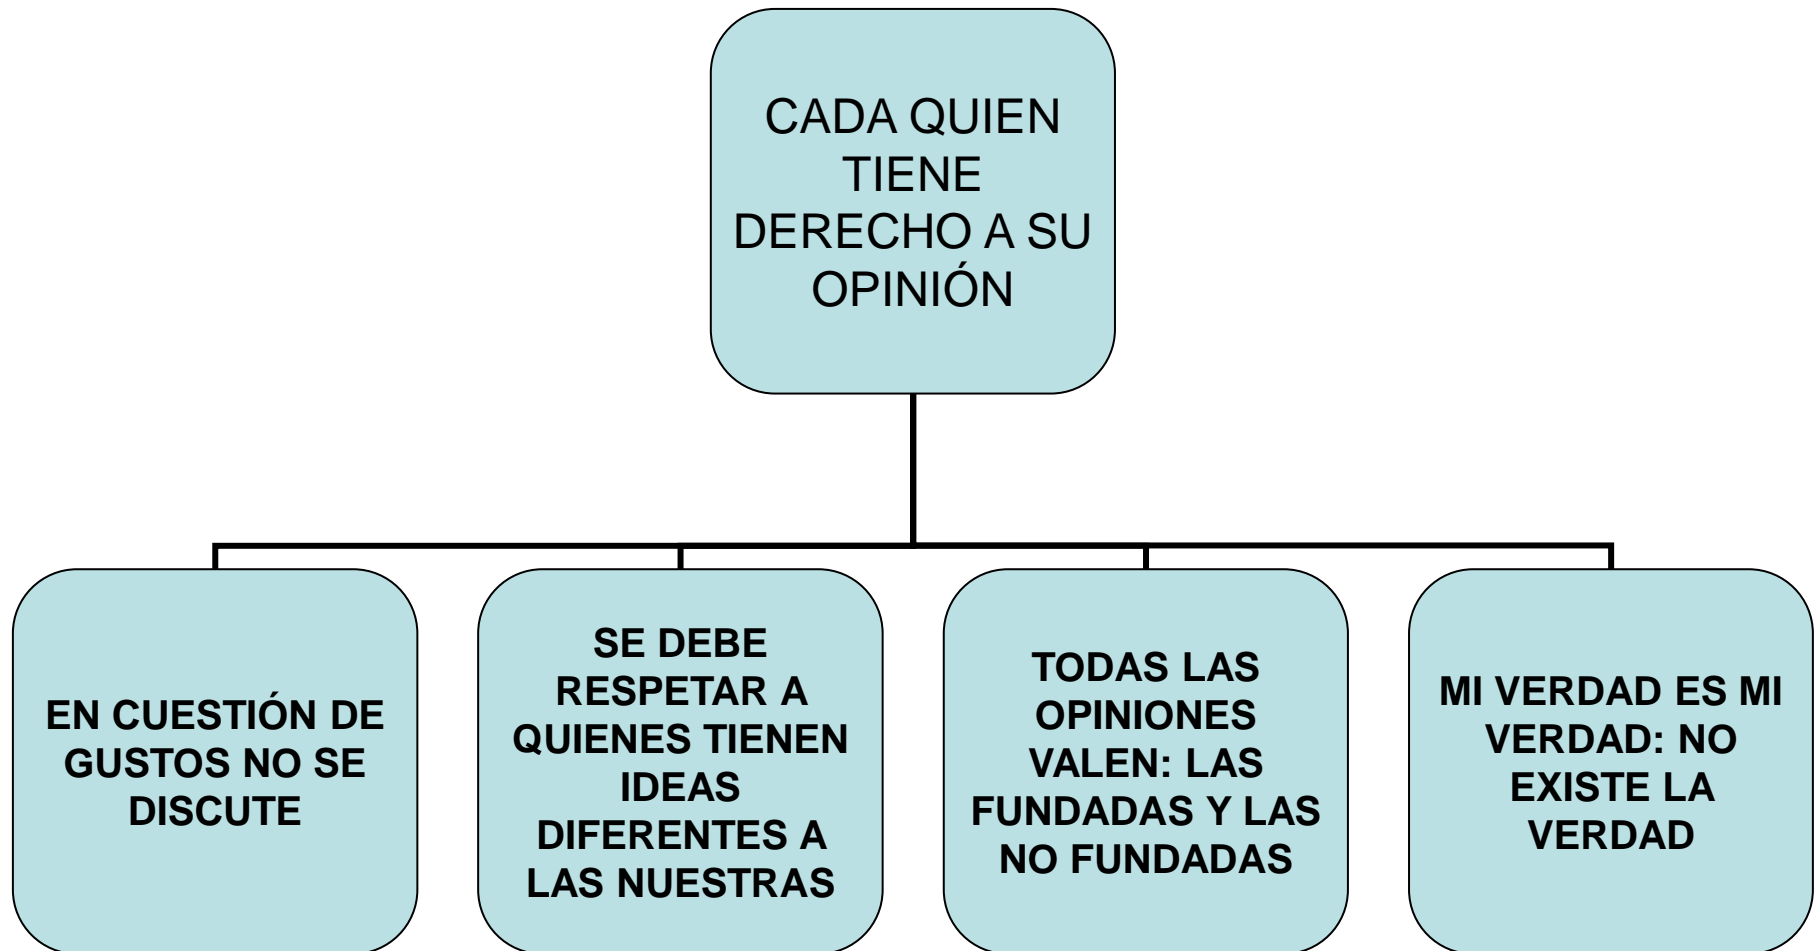 CADA QUIEN
TIENE
DERECHO A SU
OPINIÓN
EN CUESTIÓN DE
GUSTOS NO SE
DISCUTE
SE DEBE
RESPETAR A
QUIENES TIENEN
IDEAS
DIFERENTES A
LAS NUESTRAS
TODAS LAS
OPINIONES
VALEN: LAS
FUNDADAS Y LAS
NO FUNDADAS
MI VERDAD ES MI
VERDAD: NO
EXISTE LA
VERDAD